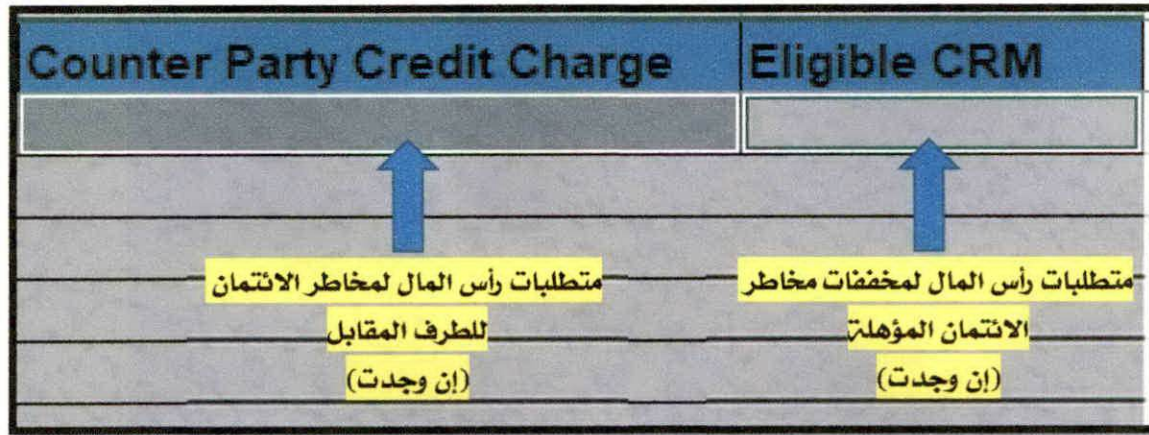 Counter Party Credit Charge
Eligible CRM
متطلبات رأس المال لمخاطر الائتمان
للطرف المقابل
(إن وجدت)
متطلبات رأس المال لمخففات مخاطر
الائتمان المؤهلة
(إن وجدت)